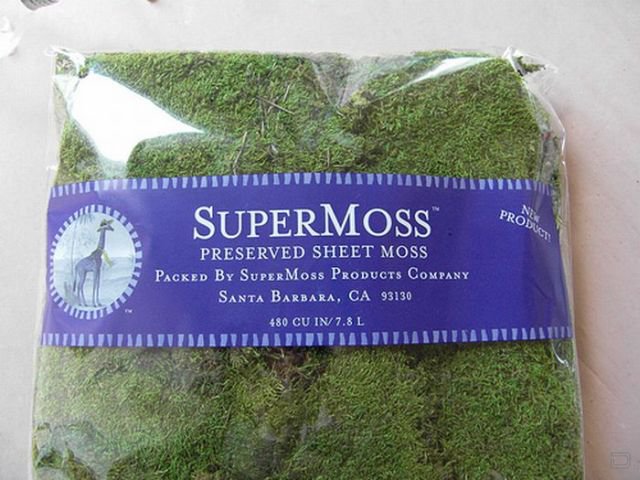 SUPERMOSS™
NEW PRODUCT!
PRESERVED SHEET MOSS
PACKED BY SUPERMOSS PRODUCTS COMPANY
SANTA BARBARA, CA 93130
480 CU IN/7.8 L
™